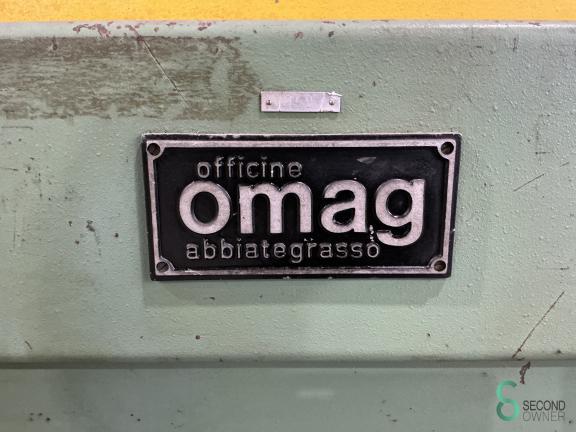 officine
omag
abbiategrasso
SECOND
OWNER